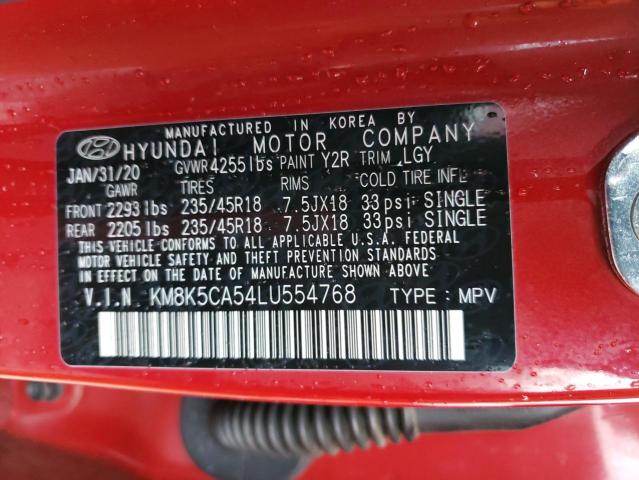 MANUFACTURED IN KOREA BY
HYUNDAI MOTOR COMPANY
JAN/31/20 GVWR 4255lbs PAINT Y2R TRIM LGY
GAWR TIRES RIMS COLD TIRE INFL
FRONT 2293lbs 235/45R18 7.5JX18 33psi SINGLE
REAR 2205lbs 235/45R18 7.5JX18 33psi SINGLE
THIS VEHICLE CONFORMS TO ALL APPLICABLE U.S.A. FEDERAL
MOTOR VEHICLE SAFETY AND BUMPER STANDARDS
IN EFFECT ON THE DATE OF MANUFACTURE SHOWN ABOVE.
V.I.N. KM8K5CA54LU554768 TYPE : MPV